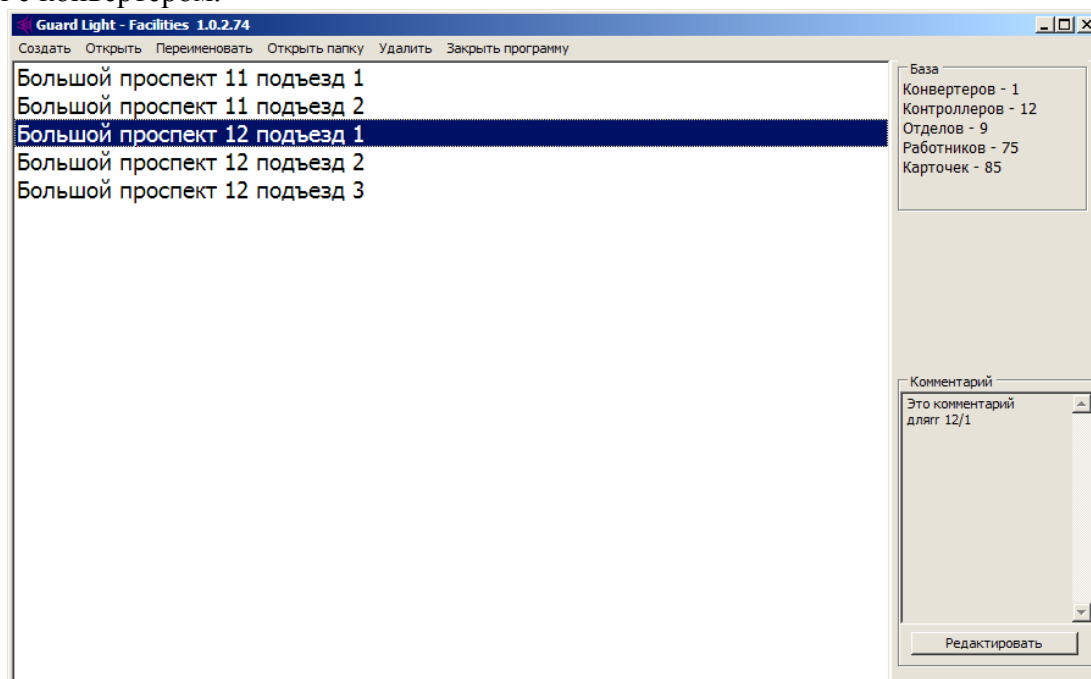 с конвертером.
Guard Light - Facilities 1.0.2.74
Создать Открыть Переименовать Открыть папку Удалить Закрыть программу
Большой проспект 11 подъезд 1
Большой проспект 11 подъезд 2
Большой проспект 12 подъезд 1
Большой проспект 12 подъезд 2
Большой проспект 12 подъезд 3
База
Конвертеров - 1
Контроллеров - 12
Отделов - 9
Работников - 75
Карточек - 85
Комментарий
Это комментарий
дляrr 12/1
Редактировать